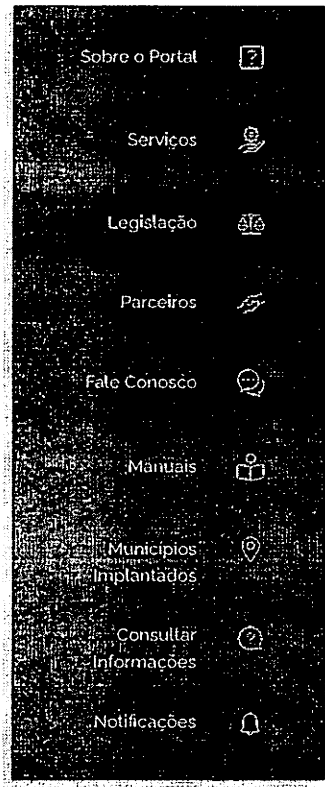 Sobre o Portal
Serviços
Legislação
Parceiros
Fale Conosco
Manuais
Municípios
Implantados
Consultar
Informações
Notificações